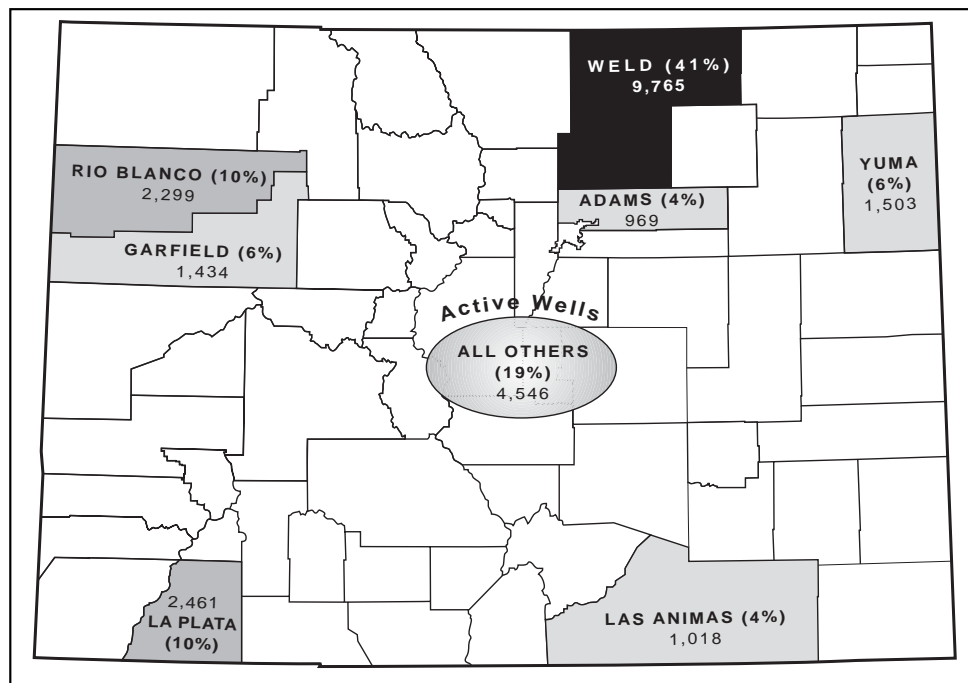 WELD (41%)
9,765
RIO BLANCO (10%)
2,299
YUMA
(6%)
1,503
ADAMS (4%)
969
GARFIELD (6%)
1,434
Active Wells
ALL OTHERS
(19%)
4,546
2,461
LA PLATA
(10%)
LAS ANIMAS (4%)
1,018